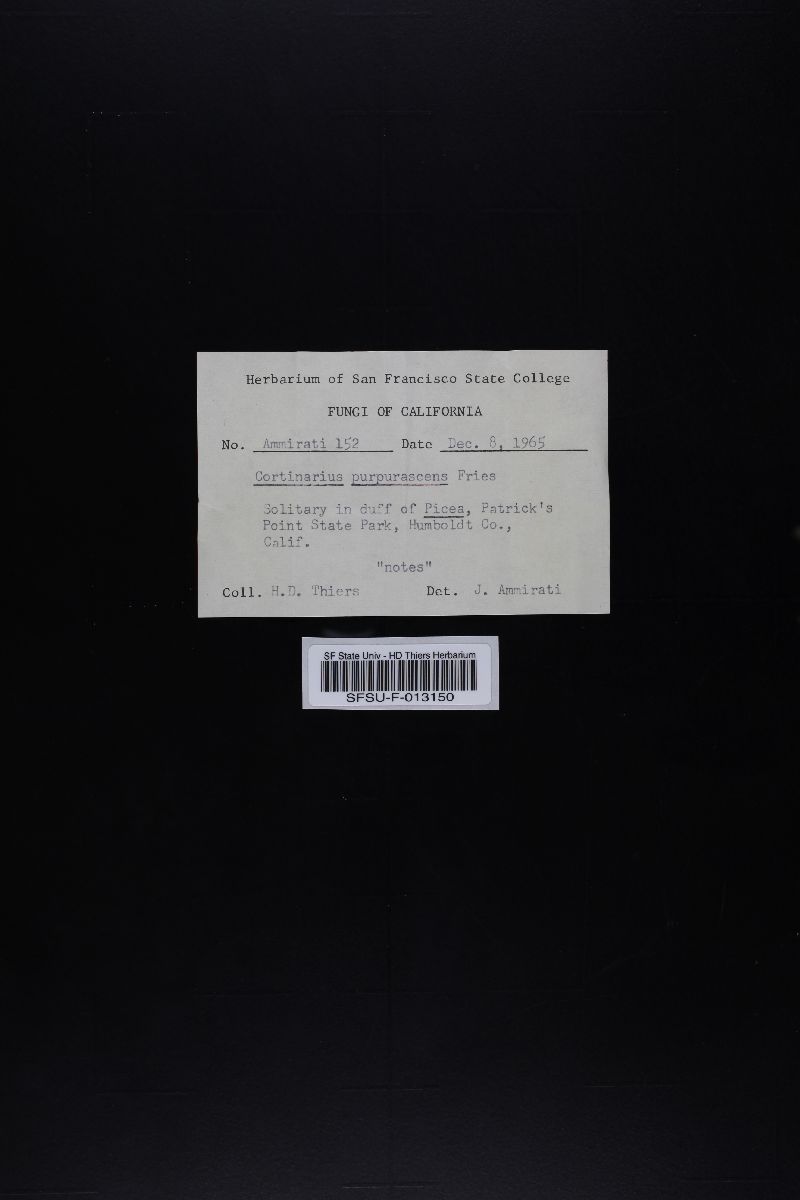 Herbarium of San Francisco State College
FUNGI OF CALIFORNIA
No. Ammirati 152 Date Dec. 8, 1965
Cortinarius purpurascens Fries
Solitary in duff of Picea, Patrick's
Point State Park, Humboldt Co.,
Calif.
"notes"
Coll. H.D. Thiers Det. J. Ammirati
SF State Univ - HD Thiers Herbarium
SFSU-F-013150